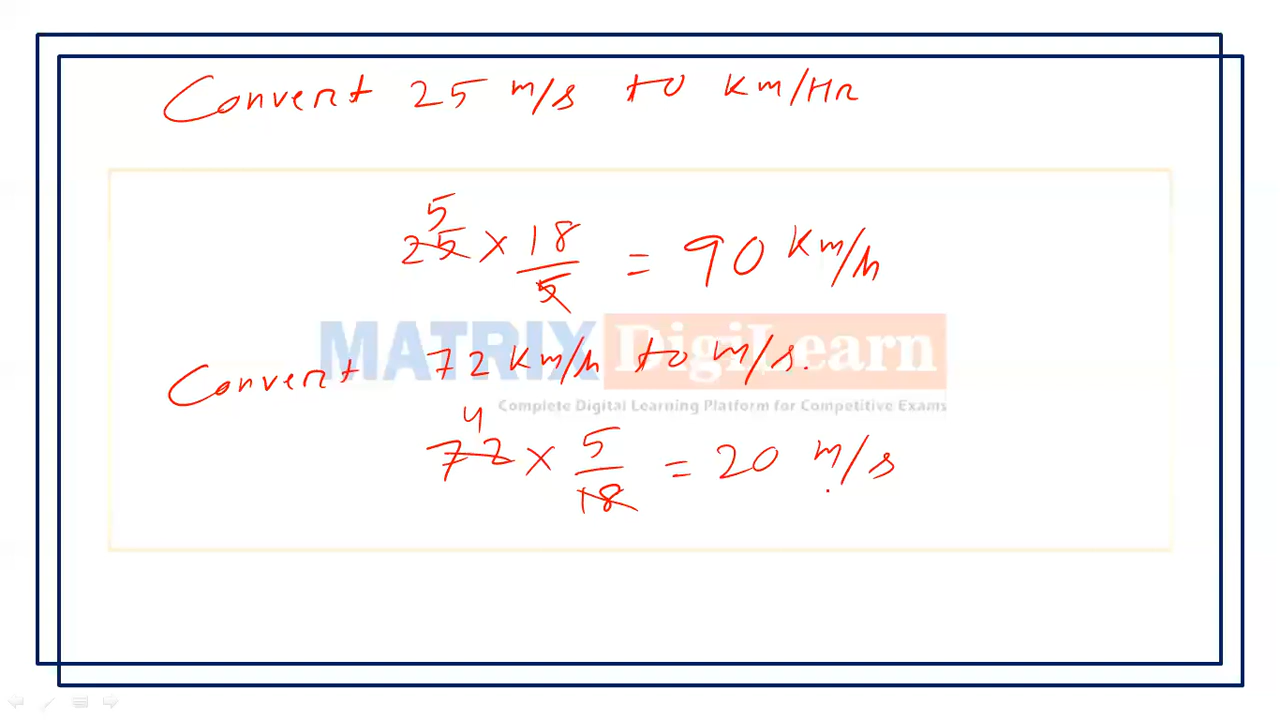 Convert 25 m/s to Km/Hr
5
25 × 18/5 = 90 Km/h
MATRIX DigiLearn
Convert 72 Km/h to m/s.
Complete Digital Learning Platform for Competitive Exams
4
72 × 5/18 = 20 m/s